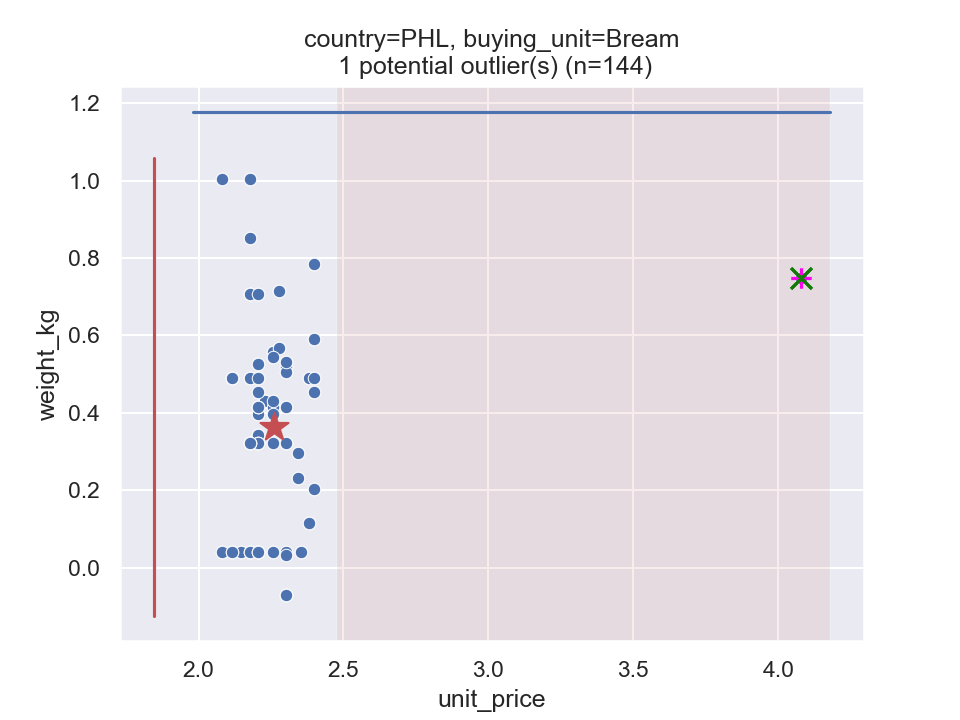 country=PHL, buying_unit=Bream
1 potential outlier(s) (n=144)
1.2
1.0
0.8
0.6
0.4
0.2
0.0
weight_kg
2.0 2.5 3.0 3.5 4.0
unit_price